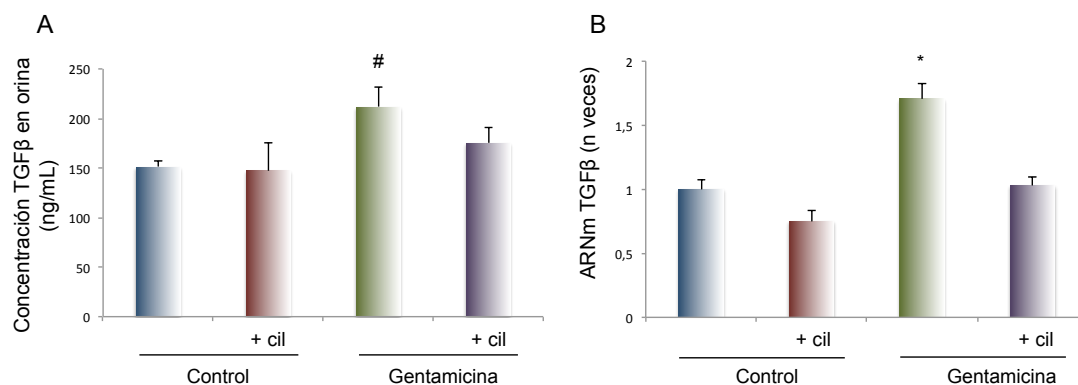 A
Concentración TGFβ en orina
(ng/mL)
250
200
150
100
50
0
#
+ cil
+ cil
Control
Gentamicina
B
ARNm TGFβ (n veces)
2
1,5
1
0,5
0
*
+ cil
+ cil
Control
Gentamicina